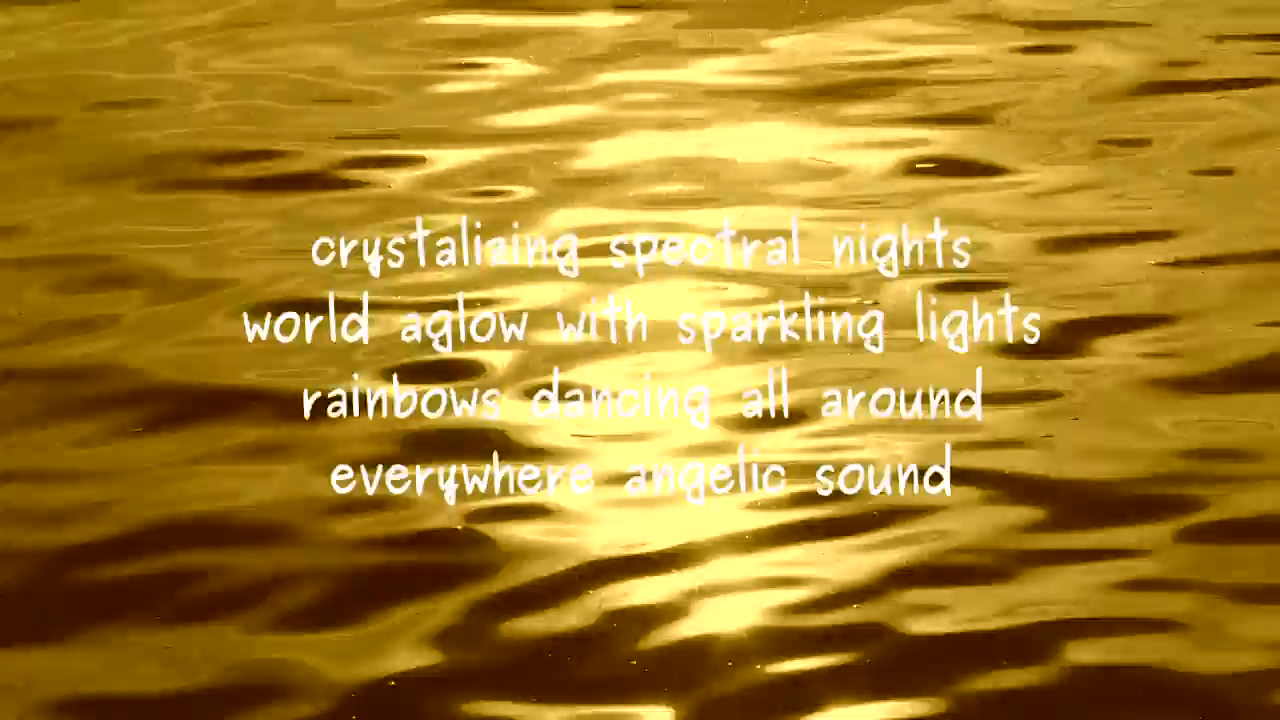 crystalizing spectral nights
world aglow with sparkling lights
rainbows dancing all around
everywhere angelic sound